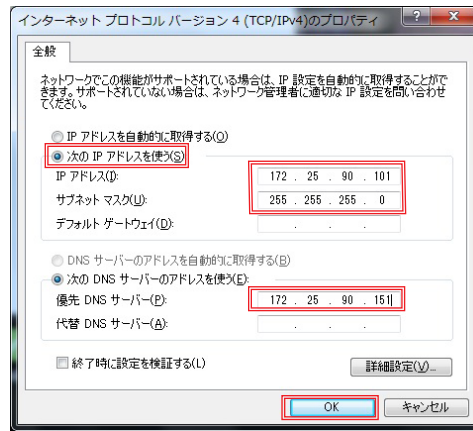 インターネット プロトコル バージョン 4 (TCP/IPv4)のプロパティ
全般
ネットワークでこの機能がサポートされている場合は、IP 設定を自動的に取得することがで
きます。サポートされていない場合は、ネットワーク管理者に適切な IP 設定を問い合わせ
てください。
IP アドレスを自動的に取得する(O)
次の IP アドレスを使う(S)
IP アドレス(I): 172 . 25 . 90 . 101
サブネット マスク(U): 255 . 255 . 255 . 0
デフォルト ゲートウェイ(D): . . .
DNS サーバーのアドレスを自動的に取得する(B)
次の DNS サーバーのアドレスを使う(E):
優先 DNS サーバー(P): 172 . 25 . 90 . 151
代替 DNS サーバー(A): . . .
終了時に設定を検証する(L)
詳細設定(V)...
OK キャンセル